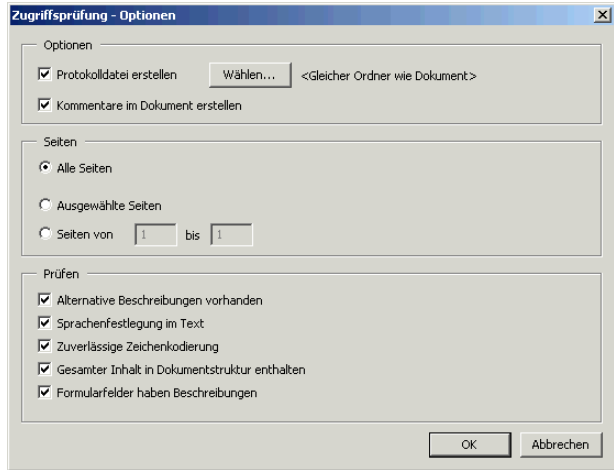 Zugriffsprüfung - Optionen
Optionen
Protokolldatei erstellen Wählen... <Gleicher Ordner wie Dokument>
Kommentare im Dokument erstellen
Seiten
Alle Seiten
Ausgewählte Seiten
Seiten von 1 bis 1
Prüfen
Alternative Beschreibungen vorhanden
Sprachenfestlegung im Text
Zuverlässige Zeichenkodierung
Gesamter Inhalt in Dokumentstruktur enthalten
Formularfelder haben Beschreibungen
OK Abbrechen